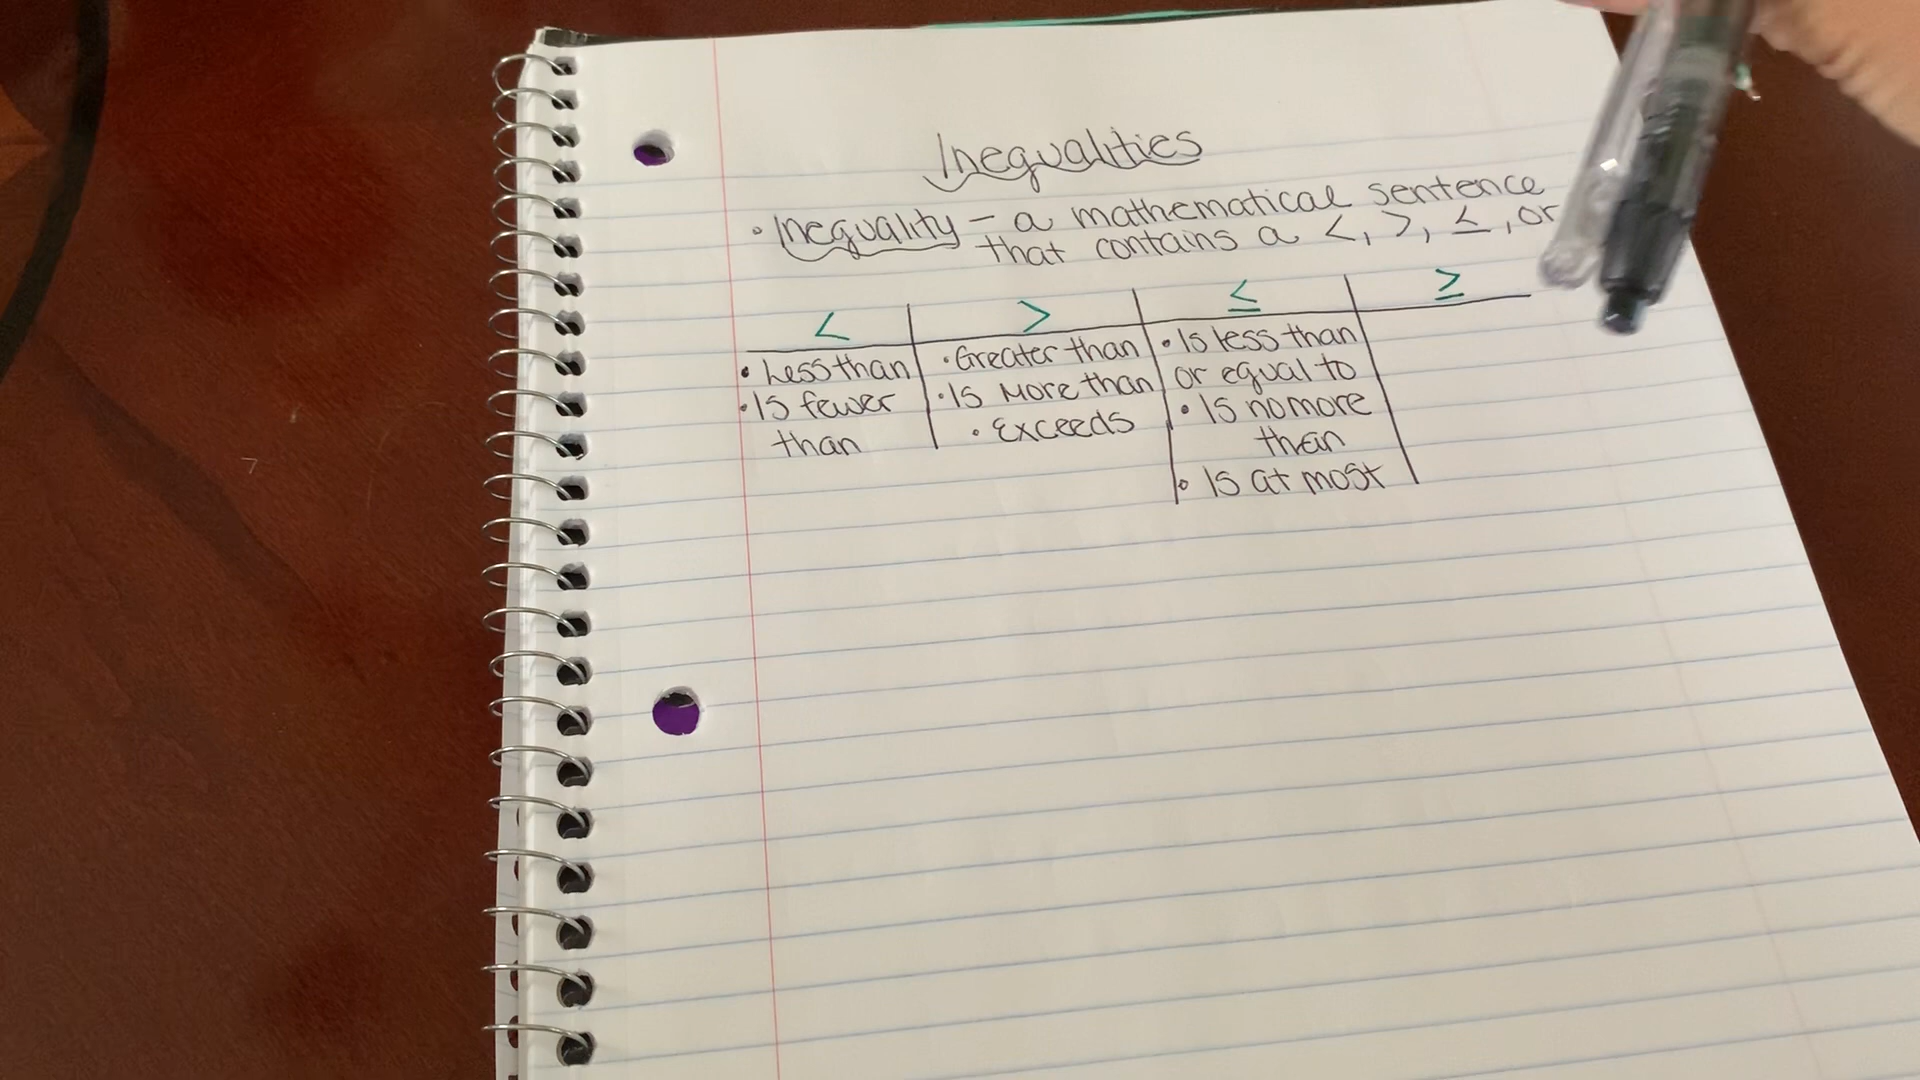 Inequalities
• Inequality – a mathematical sentence
that contains a <, >, ≤, or
< > ≤ ≥
• Less than
• Is fewer
than
• Greater than
• Is more than
• Exceeds
• Is less than
or equal to
• Is no more
than
• Is at most